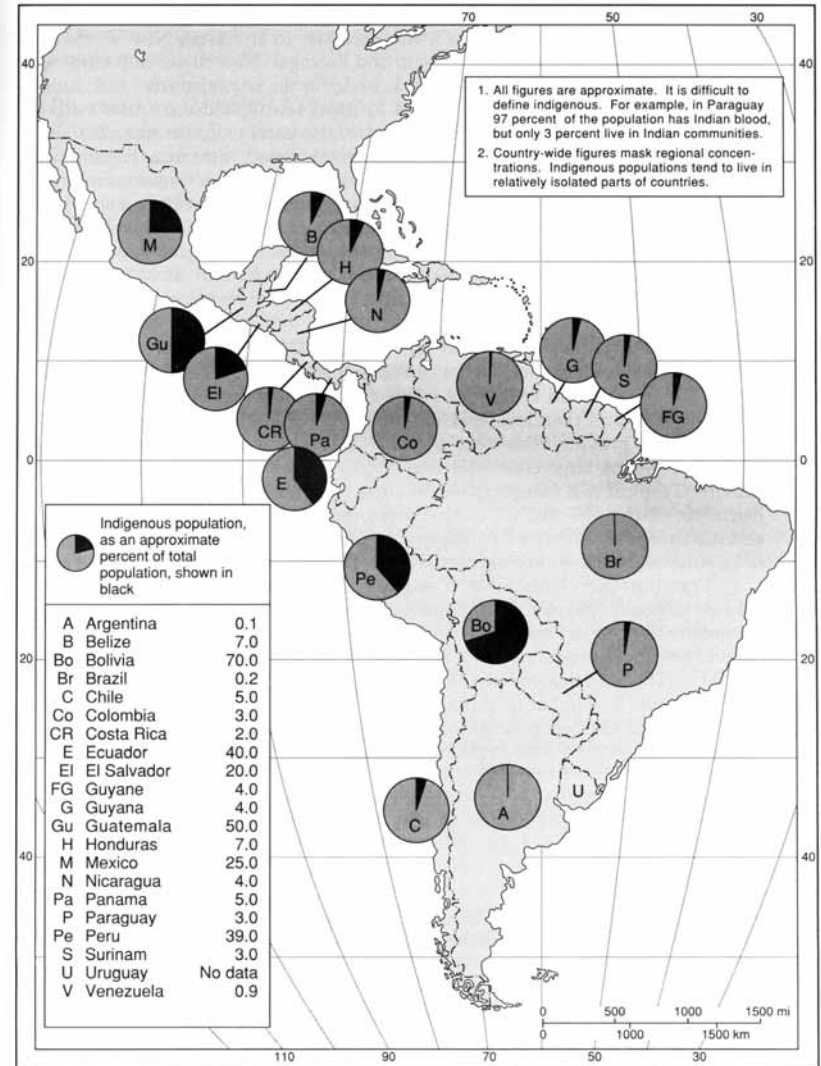 70
50
30
40
40
1. All figures are approximate. It is difficult to
define indigenous. For example, in Paraguay
97 percent of the population has Indian blood,
but only 3 percent live in Indian communities.
2. Country-wide figures mask regional concen-
trations. Indigenous populations tend to live in
relatively isolated parts of countries.
M
B
H
N
20
20
Gu
El
CR
Pa
Co
V
G
S
FG
0
0
E
Pe
Bo
Br
P
Indigenous population,
as an approximate
percent of total
population, shown in
black
A Argentina 0.1
B Belize 7.0
Bo Bolivia 70.0
Br Brazil 0.2
C Chile 5.0
Co Colombia 3.0
CR Costa Rica 2.0
E Ecuador 40.0
El El Salvador 20.0
FG Guyane 4.0
G Guyana 4.0
Gu Guatemala 50.0
H Honduras 7.0
M Mexico 25.0
N Nicaragua 4.0
Pa Panama 5.0
P Paraguay 3.0
Pe Peru 39.0
S Surinam 3.0
U Uruguay No data
V Venezuela 0.9
20
20
C
A
U
40
40
0 500 1000 1500 mi
0 1000 1500 km
110 90 70 50 30